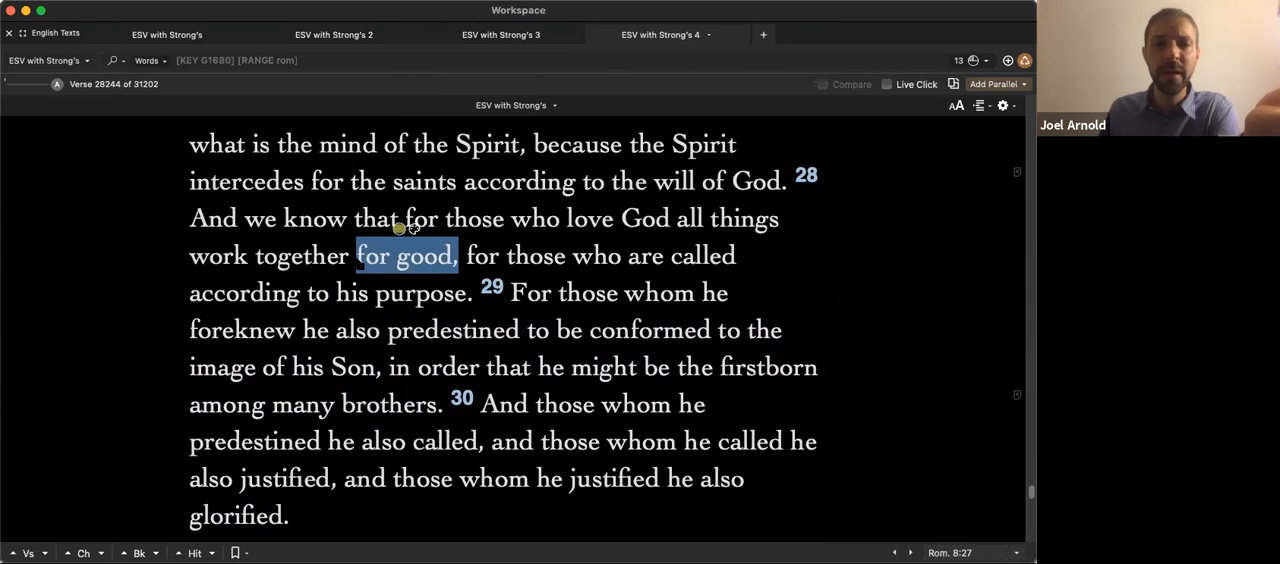 Workspace
English Texts
ESV with Strong's
ESV with Strong's 2
ESV with Strong's 3
ESV with Strong's 4
+
ESV with Strong's
Words
[KEY G1680] [RANGE rom]
13
A
Verse 28244 of 31202
Compare
Live Click
Add Parallel
ESV with Strong's
AA
Joel Arnold
what is the mind of the Spirit, because the Spirit
intercedes for the saints according to the will of God. 28
And we know that for those who love God all things
work together for good, for those who are called
according to his purpose. 29 For those whom he
foreknew he also predestined to be conformed to the
image of his Son, in order that he might be the firstborn
among many brothers. 30 And those whom he
predestined he also called, and those whom he called he
also justified, and those whom he justified he also
glorified.
Vs
Ch
Bk
Hit
Rom. 8:27